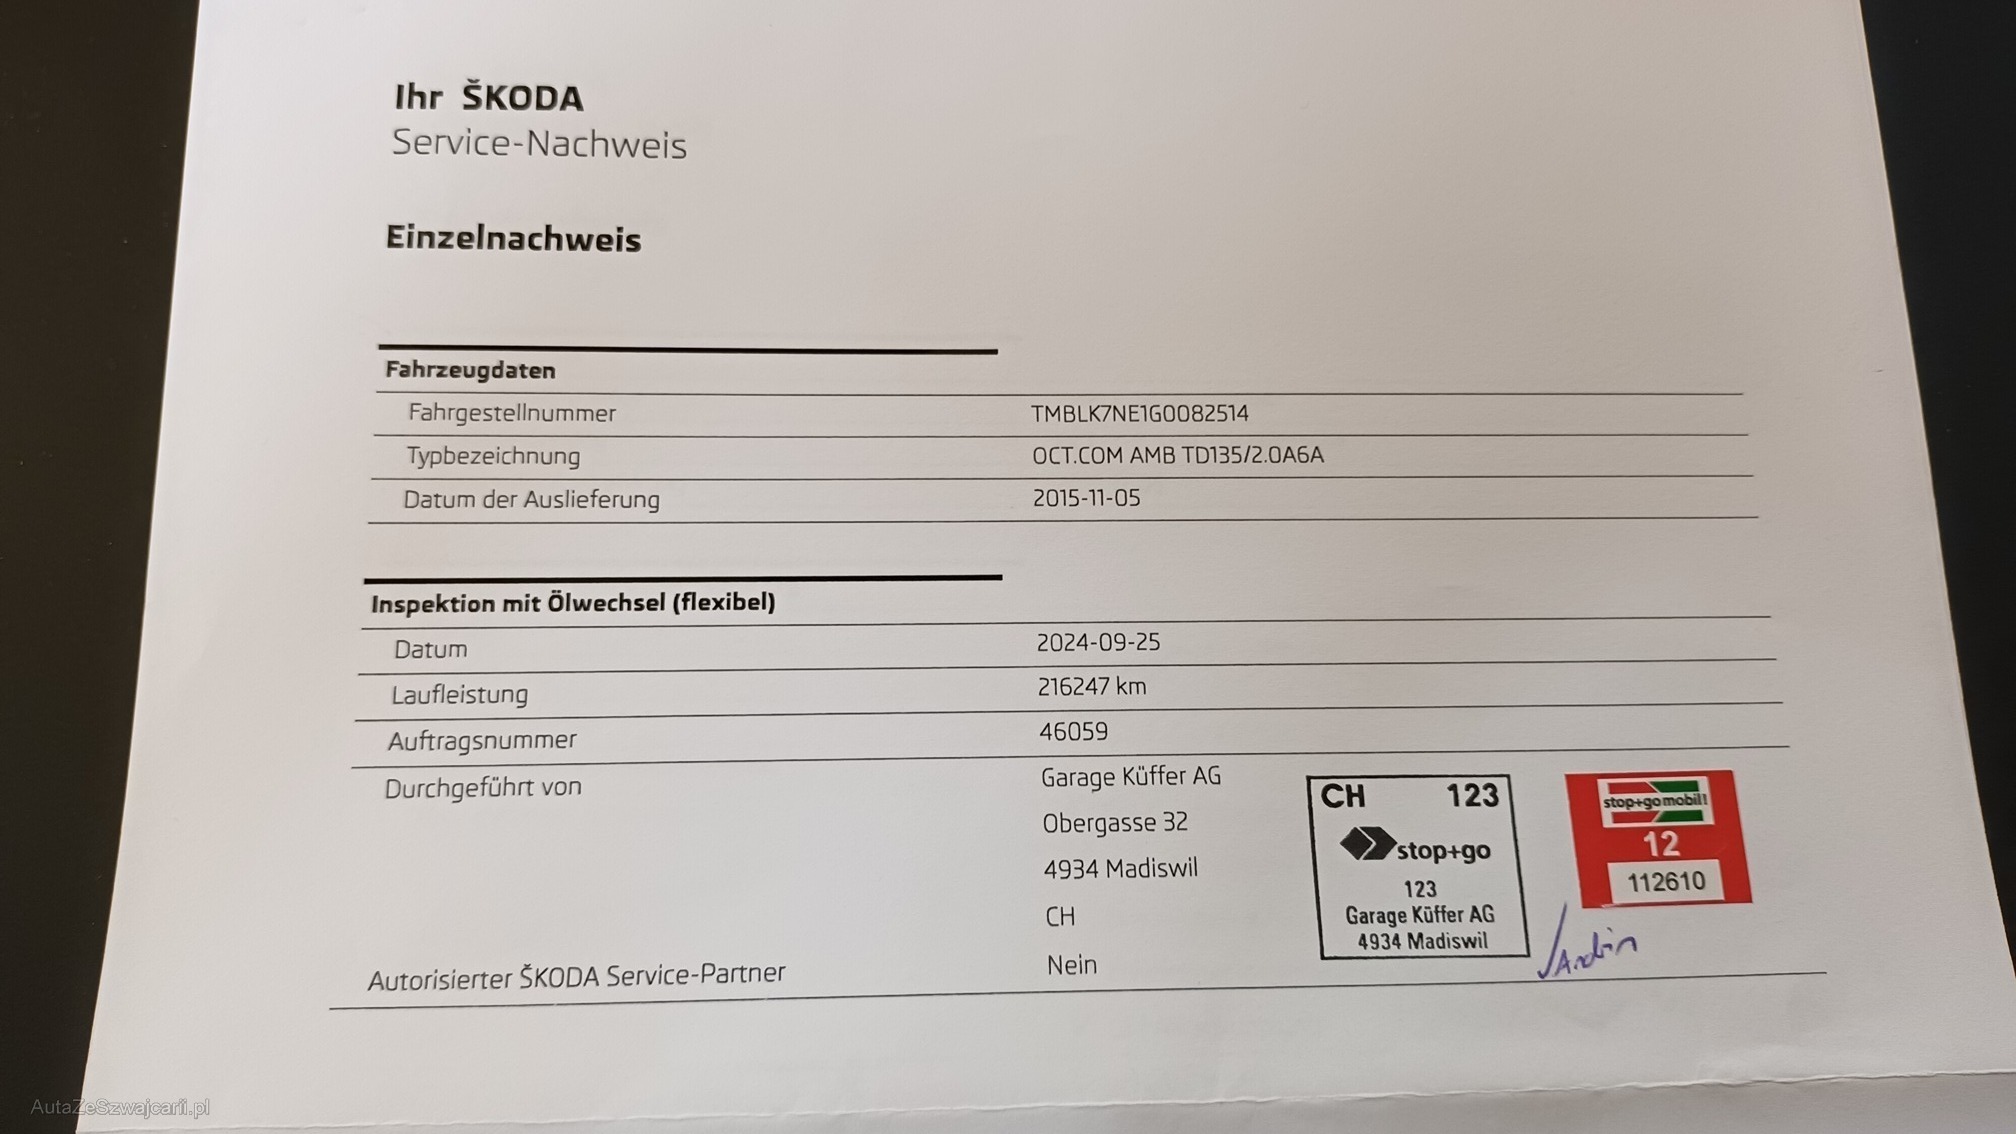 Ihr ŠKODA
Service-Nachweis
Einzelnachweis
Fahrzeugdaten
Fahrgestellnummer TMBLK7NE1G0082514
Typbezeichnung OCT.COM AMB TD135/2.0A6A
Datum der Auslieferung 2015-11-05
Inspektion mit Ölwechsel (flexibel)
Datum 2024-09-25
Laufleistung 216247 km
Auftragsnummer 46059
Durchgeführt von Garage Küffer AG
Obergasse 32
4934 Madiswil
CH
Autorisierter ŠKODA Service-Partner Nein
CH 123
stop+go
123
Garage Küffer AG
4934 Madiswil
stop+go mobil!
12
112610
AutaZeSzwajcarii.pl